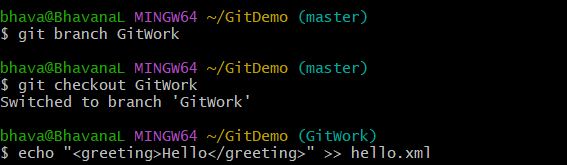 bhava@BhavanaL MINGW64 ~/GitDemo (master)
$ git branch GitWork
bhava@BhavanaL MINGW64 ~/GitDemo (master)
$ git checkout GitWork
Switched to branch 'GitWork'
bhava@BhavanaL MINGW64 ~/GitDemo (GitWork)
$ echo "<greeting>Hello</greeting>" >> hello.xml